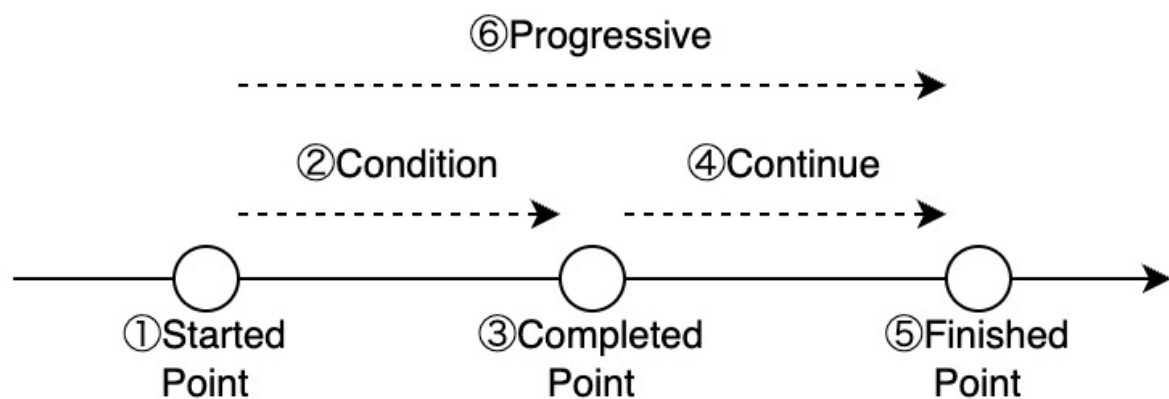 ⑥Progressive
②Condition
④Continue
①Started
Point
③Completed
Point
⑤Finished
Point